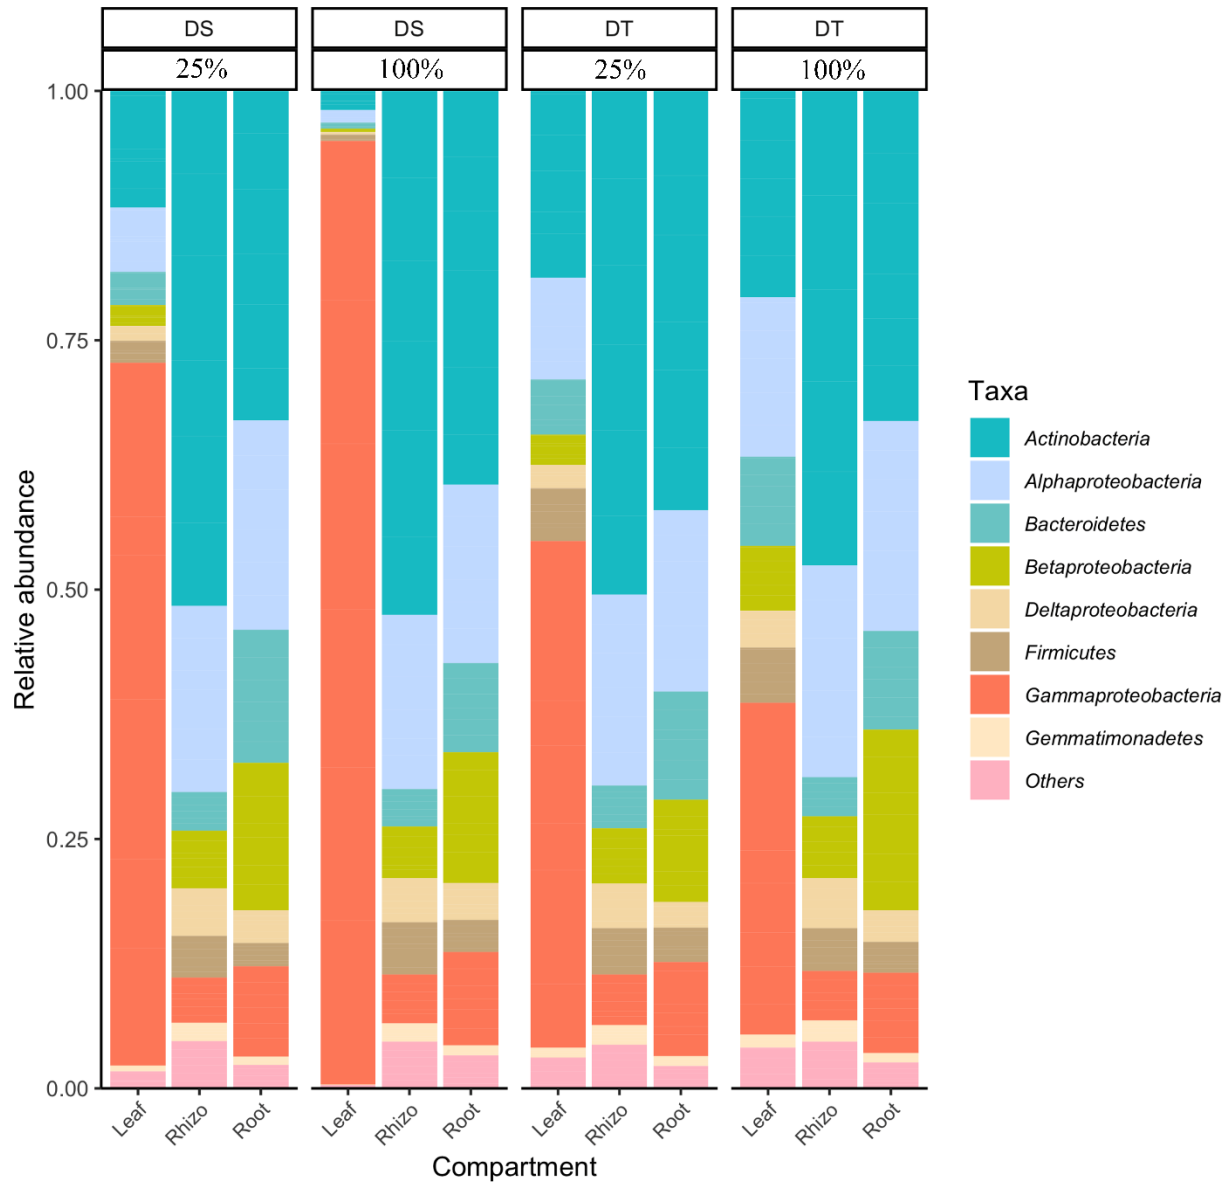 DS DS DT DT
25% 100% 25% 100%
1.00
0.75
0.50
0.25
0.00
Relative abundance
Leaf Rhizo Root Leaf Rhizo Root Leaf Rhizo Root Leaf Rhizo Root
Compartment
Taxa
Actinobacteria
Alphaproteobacteria
Bacteroidetes
Betaproteobacteria
Deltaproteobacteria
Firmicutes
Gammaproteobacteria
Gemmatimonadetes
Others